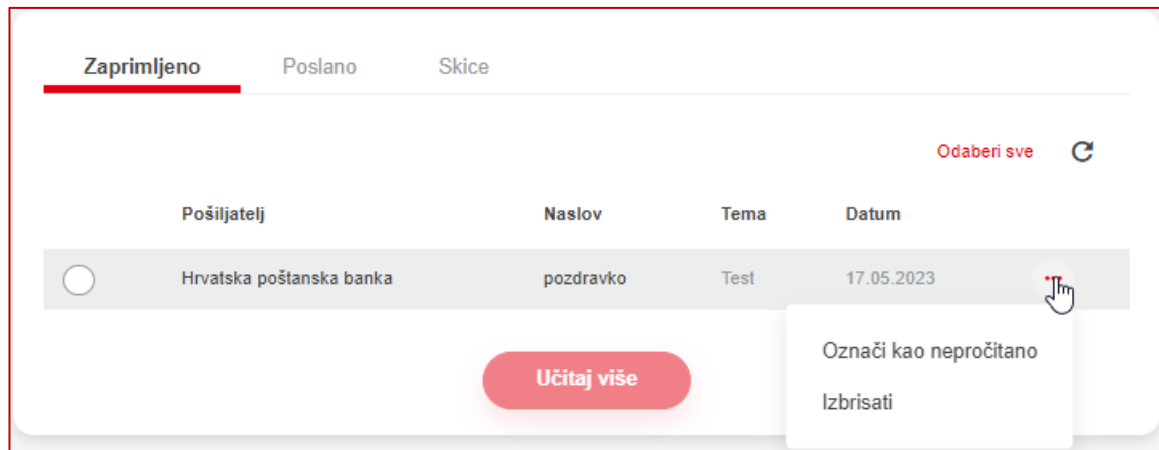 Zaprimljeno Poslano Skice
Odaberi sve
Pošiljatelj Naslov Tema Datum
Hrvatska poštanska banka pozdravko Test 17.05.2023
Označi kao nepročitano
Učitaj više
Izbrisati